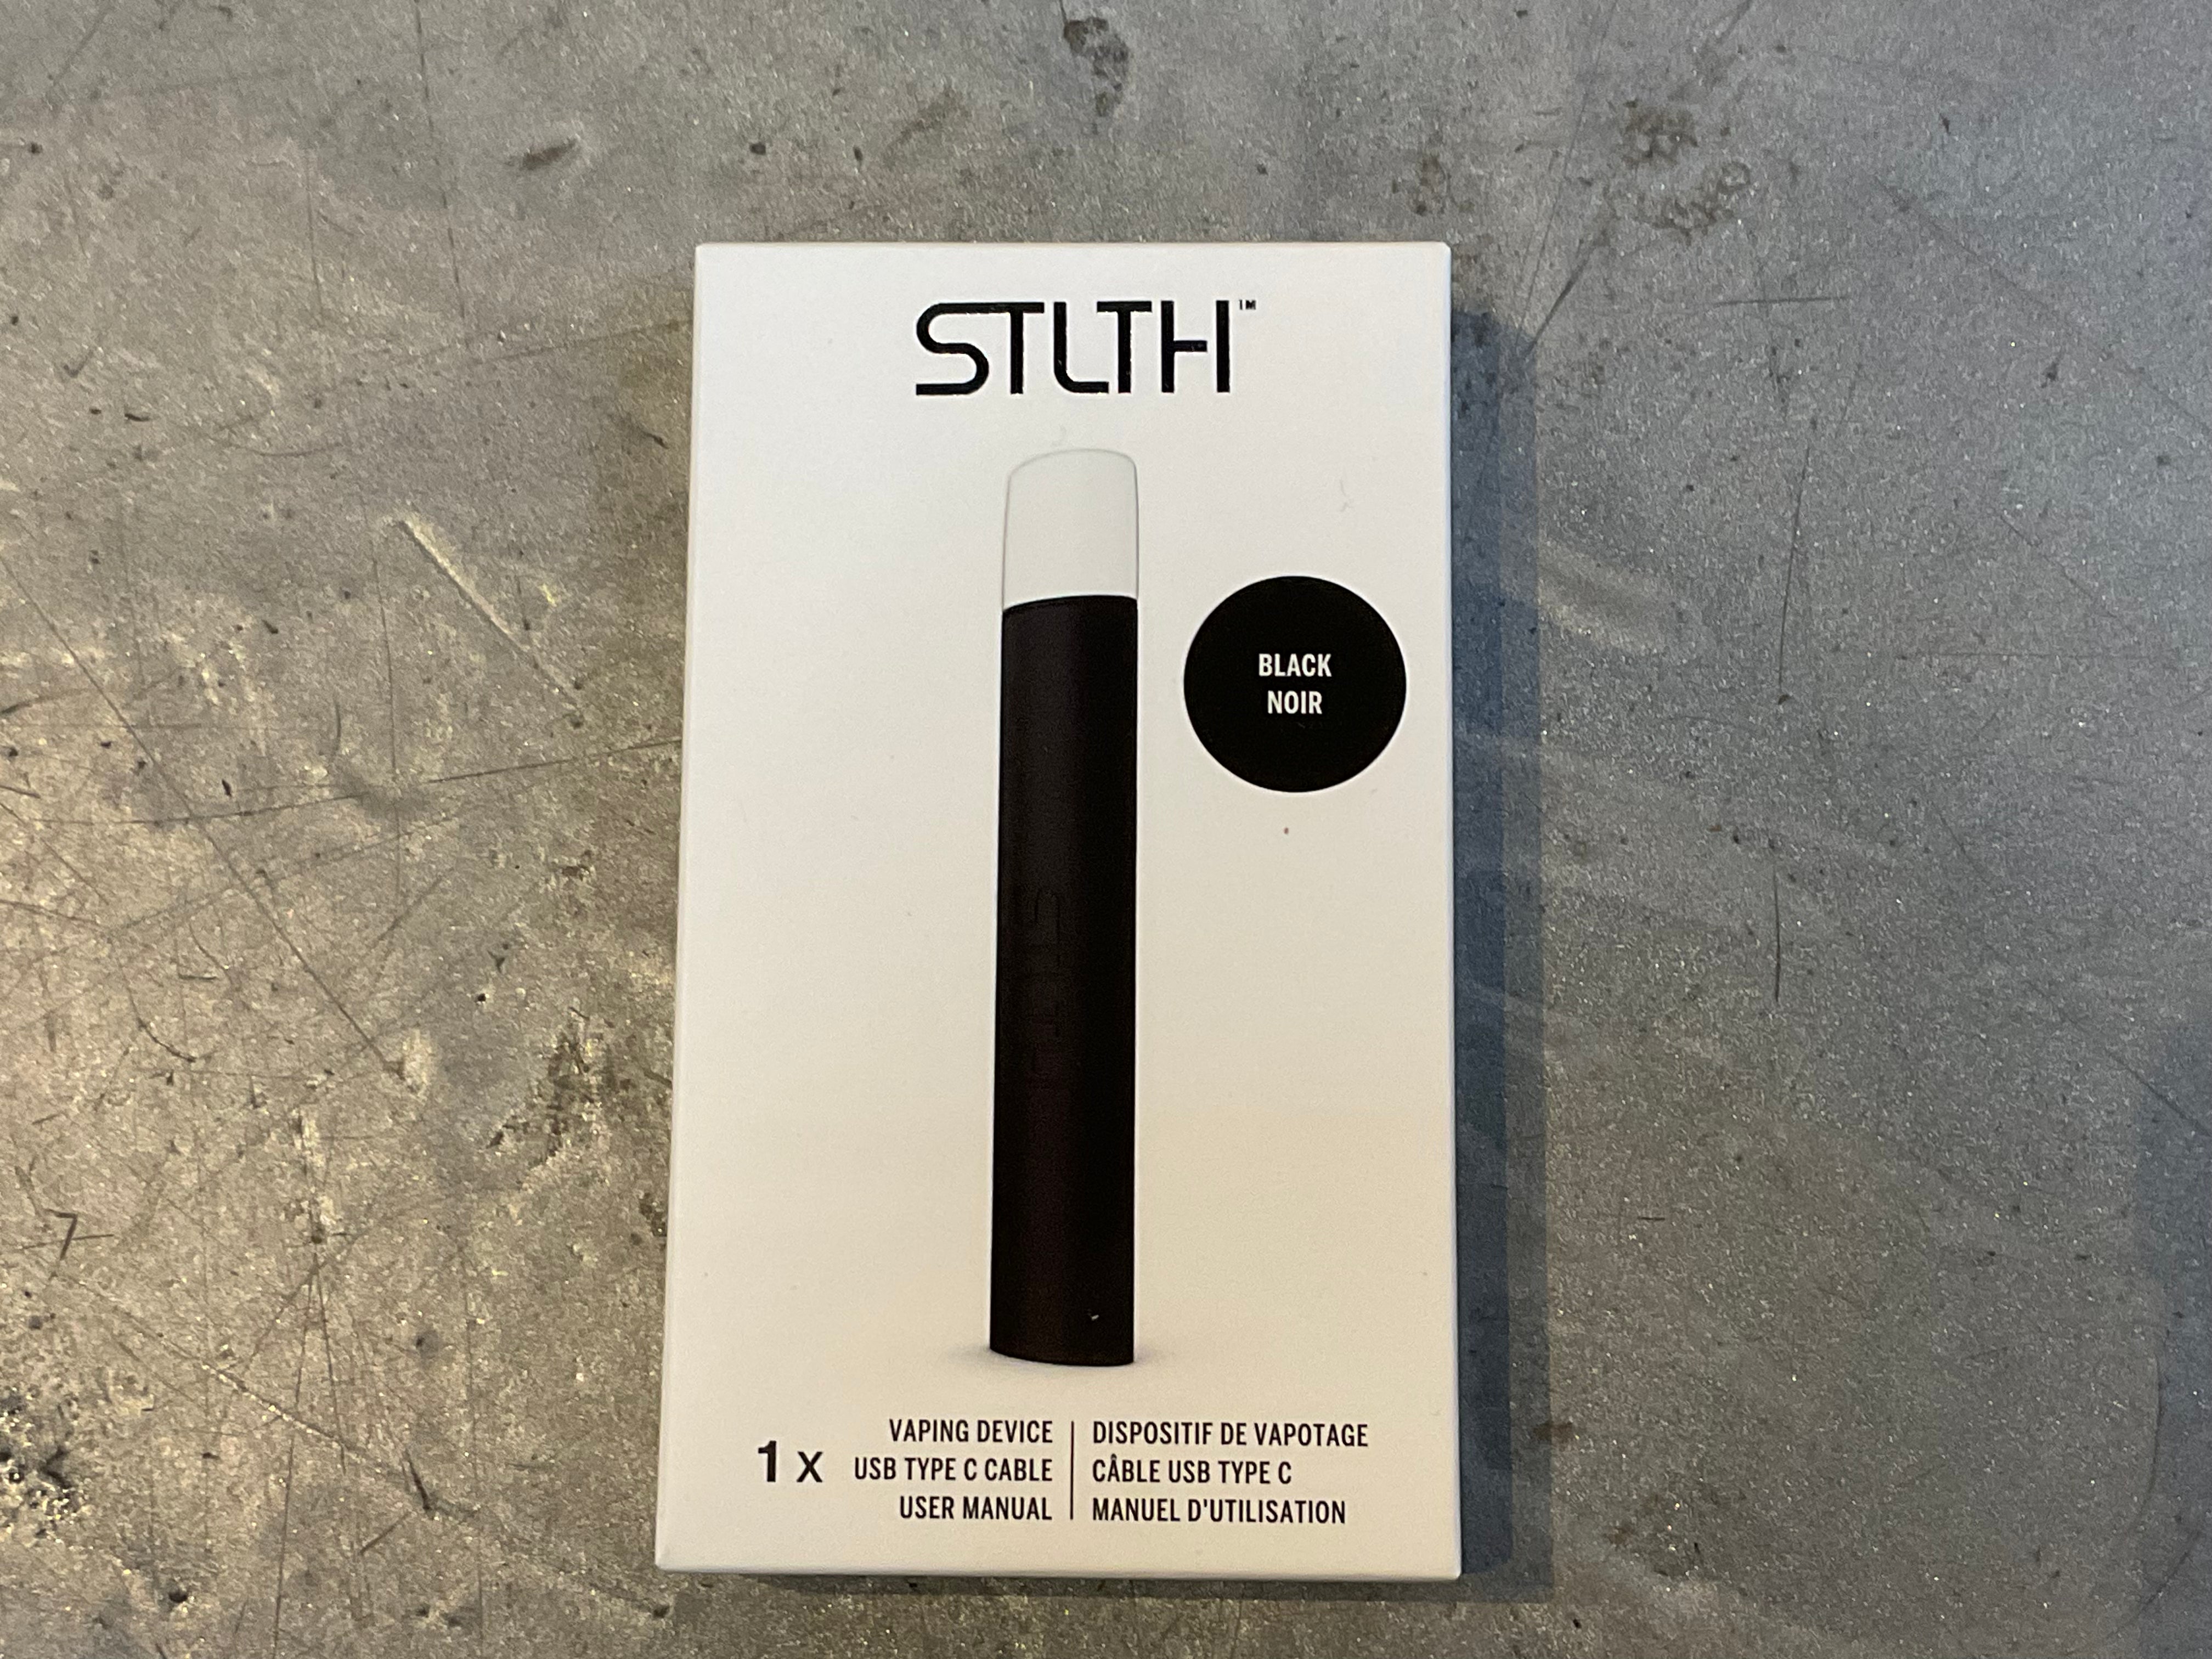 STLTH™
BLACK
NOIR
STLTH
1 x
VAPING DEVICE
USB TYPE C CABLE
USER MANUAL
DISPOSITIF DE VAPOTAGE
CÂBLE USB TYPE C
MANUEL D'UTILISATION